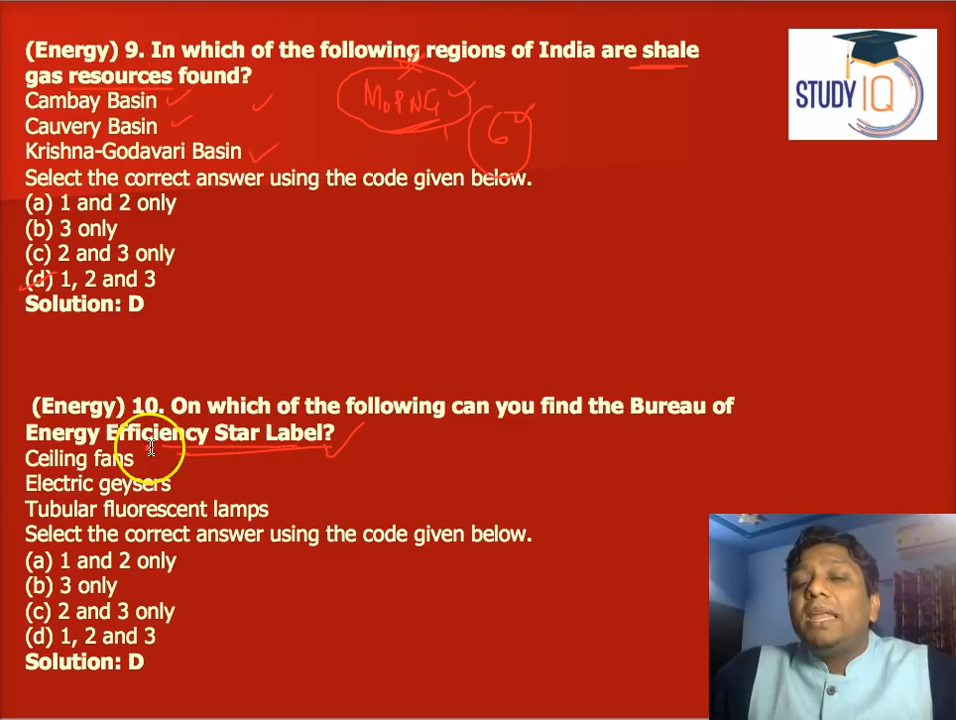 (Energy) 9. In which of the following regions of India are shale
gas resources found?
Cambay Basin
Cauvery Basin
Krishna-Godavari Basin
Select the correct answer using the code given below.
(a) 1 and 2 only
(b) 3 only
(c) 2 and 3 only
(d) 1, 2 and 3
Solution: D
MoPNG
6
STUDY IQ
(Energy) 10. On which of the following can you find the Bureau of
Energy Efficiency Star Label?
Ceiling fans
Electric geysers
Tubular fluorescent lamps
Select the correct answer using the code given below.
(a) 1 and 2 only
(b) 3 only
(c) 2 and 3 only
(d) 1, 2 and 3
Solution: D